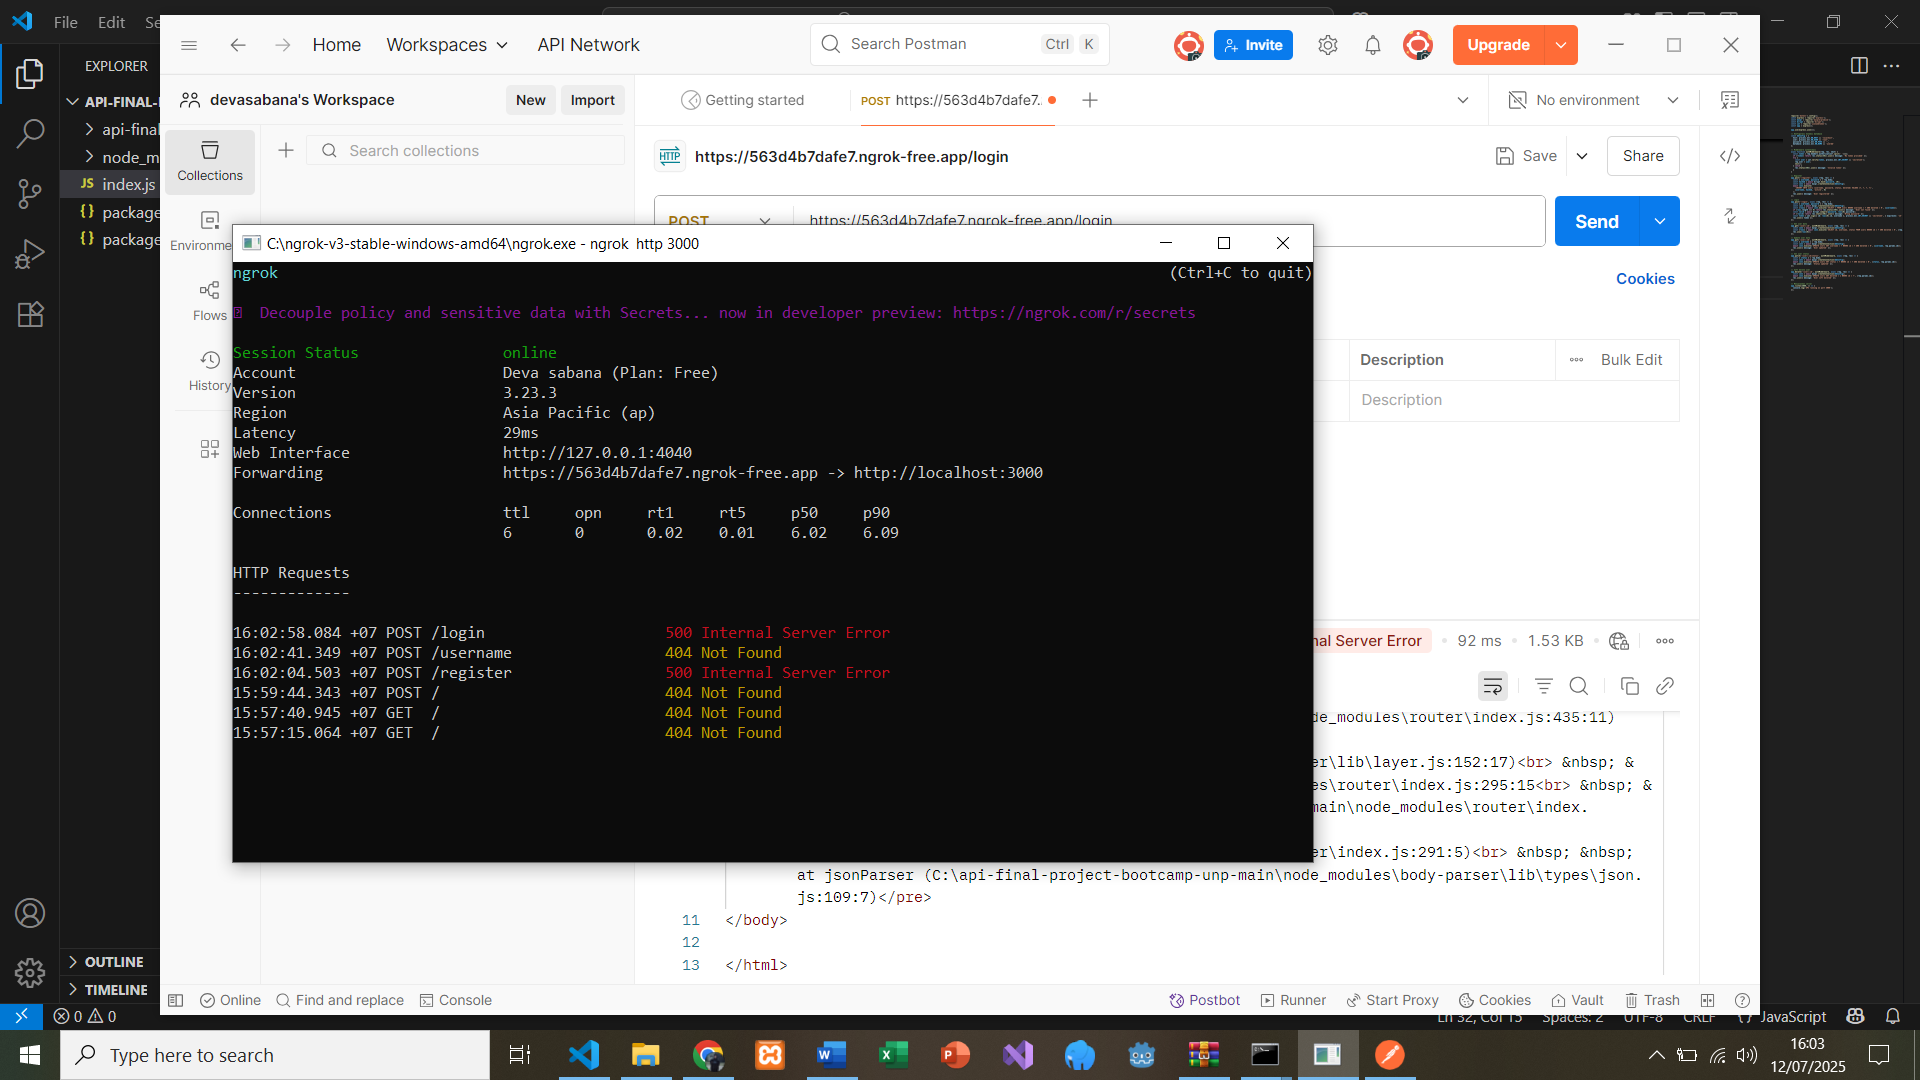 File Edit Se
Home Workspaces API Network
Search Postman Ctrl K
Invite
Upgrade
EXPLORER
API-FINAL-
api-final
node_m
JS index.js
{} package
{} package
OUTLINE
TIMELINE
devasabana's Workspace New Import
Collections
Environme
Flows
History
Search collections
Getting started
POST https://563d4b7dafe7.
No environment
HTTP https://563d4b7dafe7.ngrok-free.app/login
Save Share
POST https://563d4b7dafe7.ngrok-free.app/login
Send
Cookies
Description Bulk Edit
Description
C:\ngrok-v3-stable-windows-amd64\ngrok.exe - ngrok http 3000
ngrok (Ctrl+C to quit)
Decouple policy and sensitive data with Secrets... now in developer preview: https://ngrok.com/r/secrets
Session Status online
Account Deva sabana (Plan: Free)
Version 3.23.3
Region Asia Pacific (ap)
Latency 29ms
Web Interface http://127.0.0.1:4040
Forwarding https://563d4b7dafe7.ngrok-free.app -> http://localhost:3000
Connections ttl opn rt1 rt5 p50 p90
6 0 0.02 0.01 6.02 6.09
HTTP Requests
-------------
16:02:58.084 +07 POST /login 500 Internal Server Error
16:02:41.349 +07 POST /username 404 Not Found
16:02:04.503 +07 POST /register 500 Internal Server Error
15:59:44.343 +07 POST / 404 Not Found
15:57:40.945 +07 GET / 404 Not Found
15:57:15.064 +07 GET / 404 Not Found
nal Server Error 92 ms 1.53 KB
de_modules\router\index.js:435:11)
er\lib\layer.js:152:17)<br> &nbsp; &
es\router\index.js:295:15<br> &nbsp; &
main\node_modules\router\index.
er\index.js:291:5)<br> &nbsp; &nbsp;
at jsonParser (C:\api-final-project-bootcamp-unp-main\node_modules\body-parser\lib\types\json.
js:109:7)</pre>
11 </body>
12
13 </html>
Online Find and replace Console
Postbot Runner Start Proxy Cookies Vault Trash
0 0
Ln 32, Col 15 Spaces: 2 UTF-8 CRLF {} JavaScript
Type here to search
16:03
12/07/2025